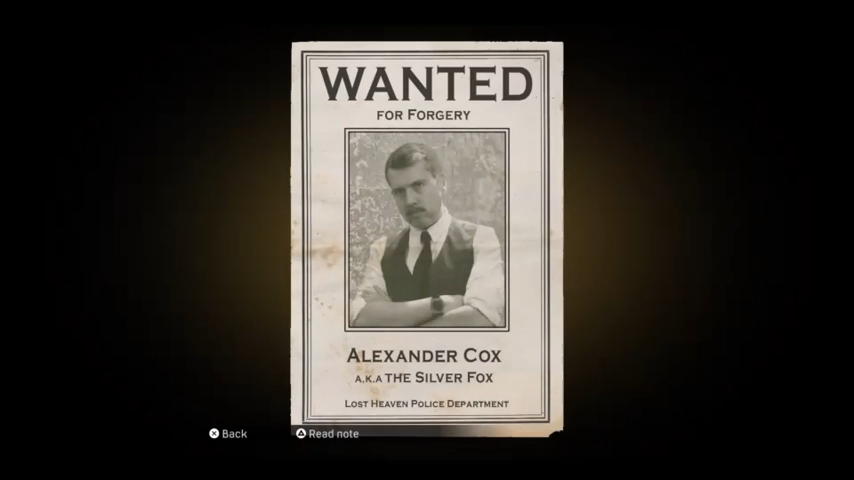 WANTED
FOR FORGERY
ALEXANDER COX
A.K.A THE SILVER FOX
LOST HEAVEN POLICE DEPARTMENT
Back
Read note